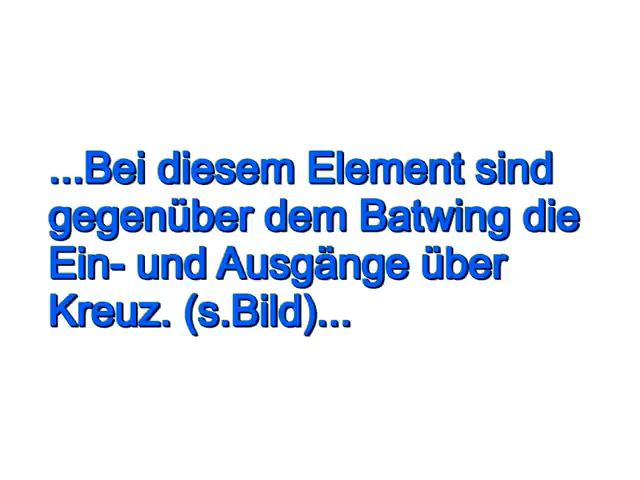 ...Bei diesem Element sind
gegenüber dem Batwing die
Ein- und Ausgänge über
Kreuz. (s.Bild)...